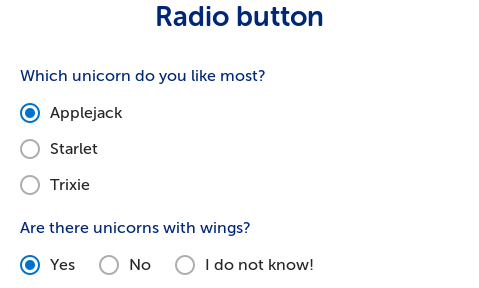 Radio button
Which unicorn do you like most?
Applejack
Starlet
Trixie
Are there unicorns with wings?
Yes No I do not know!